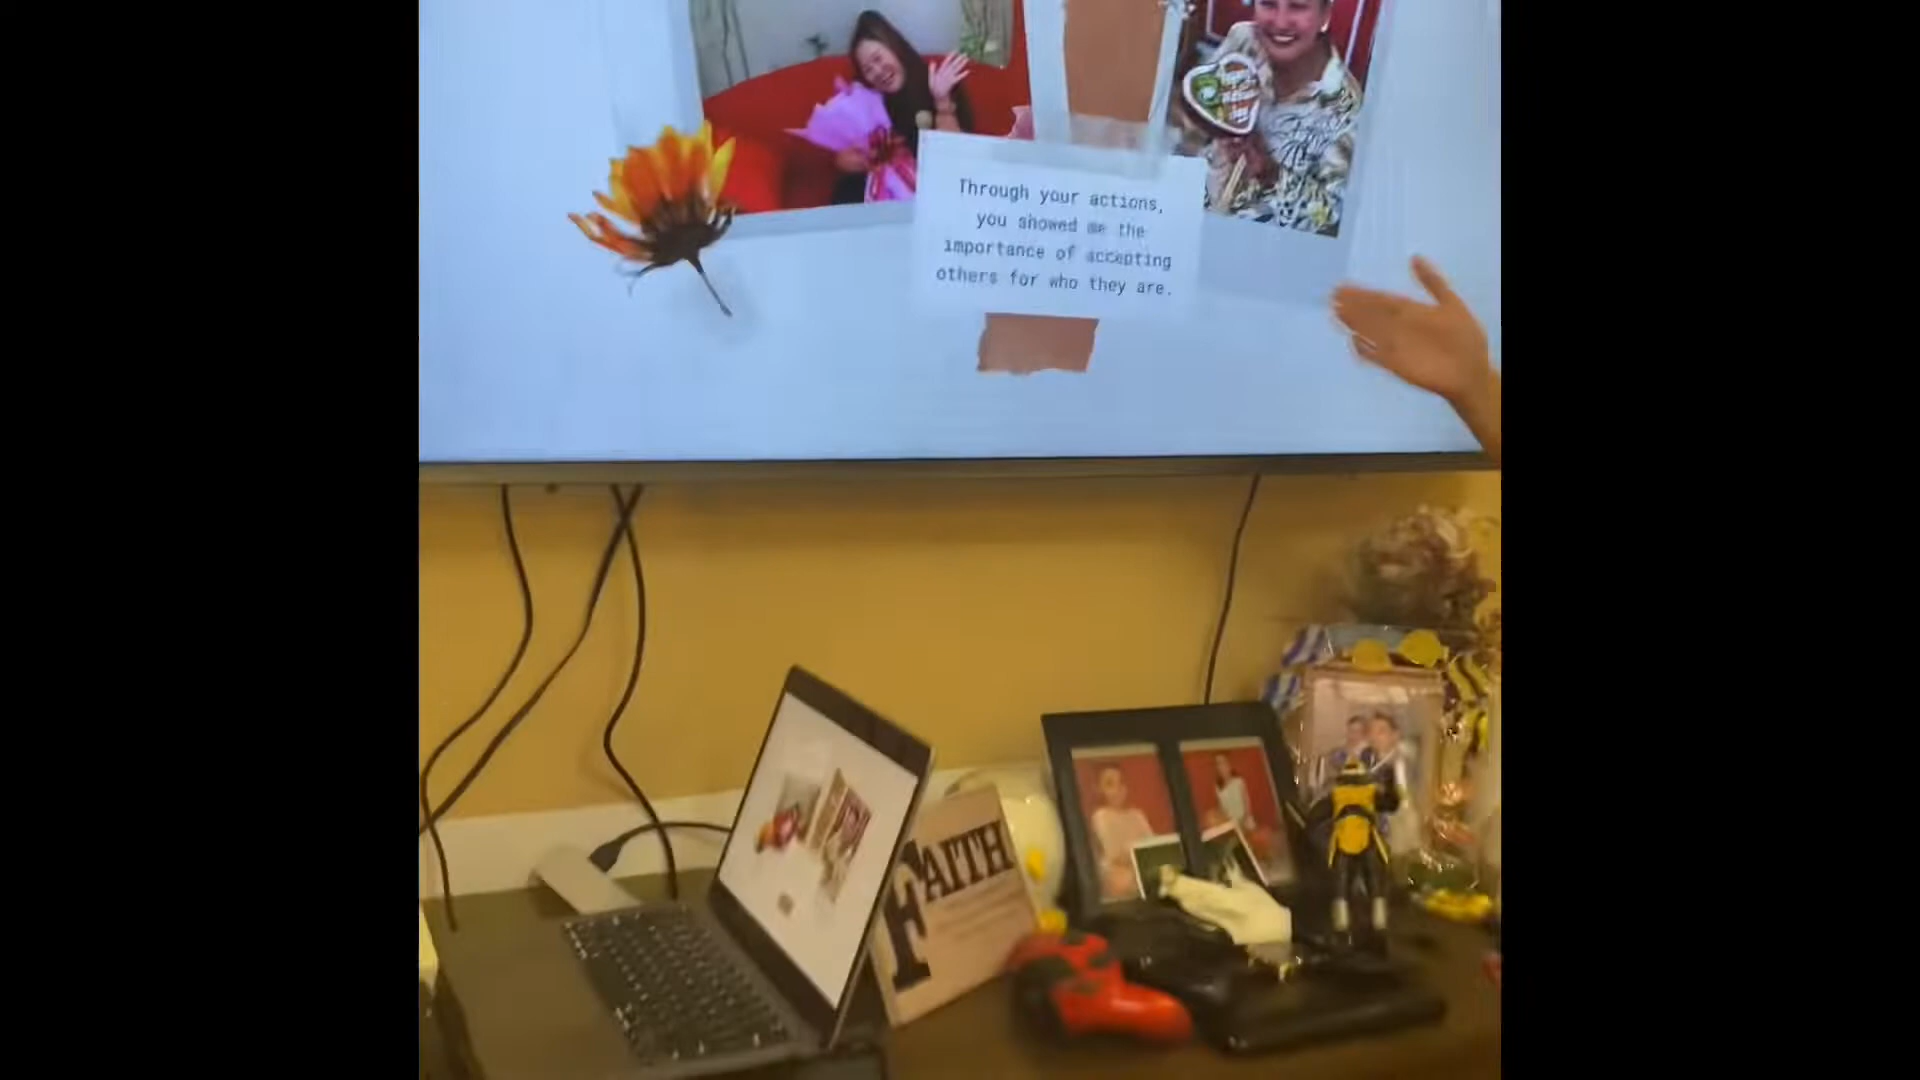 Through your actions,
you showed me the
importance of accepting
others for who they are.
FAITH